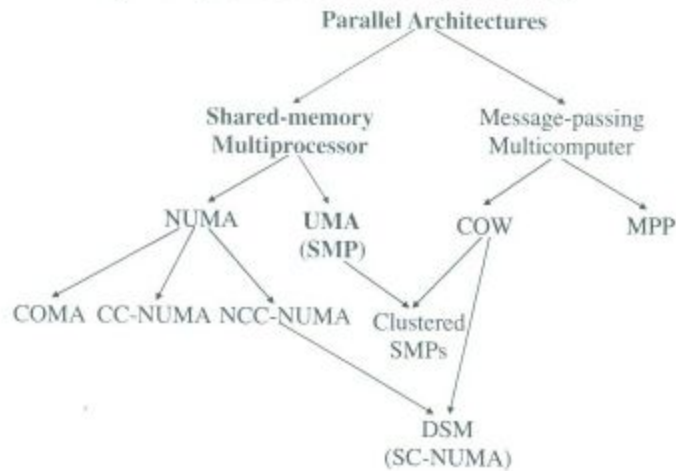 Parallel Architectures
Shared-memory
Multiprocessor
Message-passing
Multicomputer
NUMA
UMA
(SMP)
COW
MPP
COMA
CC-NUMA
NCC-NUMA
Clustered
SMPs
DSM
(SC-NUMA)